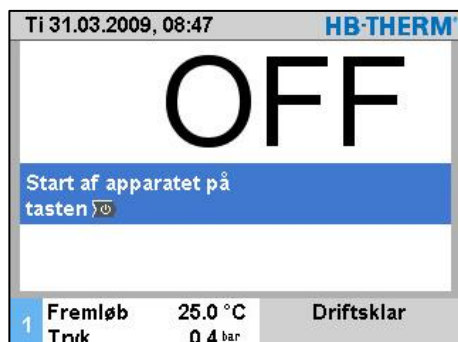 Ti 31.03.2009, 08:47 HB-THERM®
OFF
Start af apparatet på
tasten
1 Fremløb 25.0 °C Driftsklar
Tryk 0.4 bar